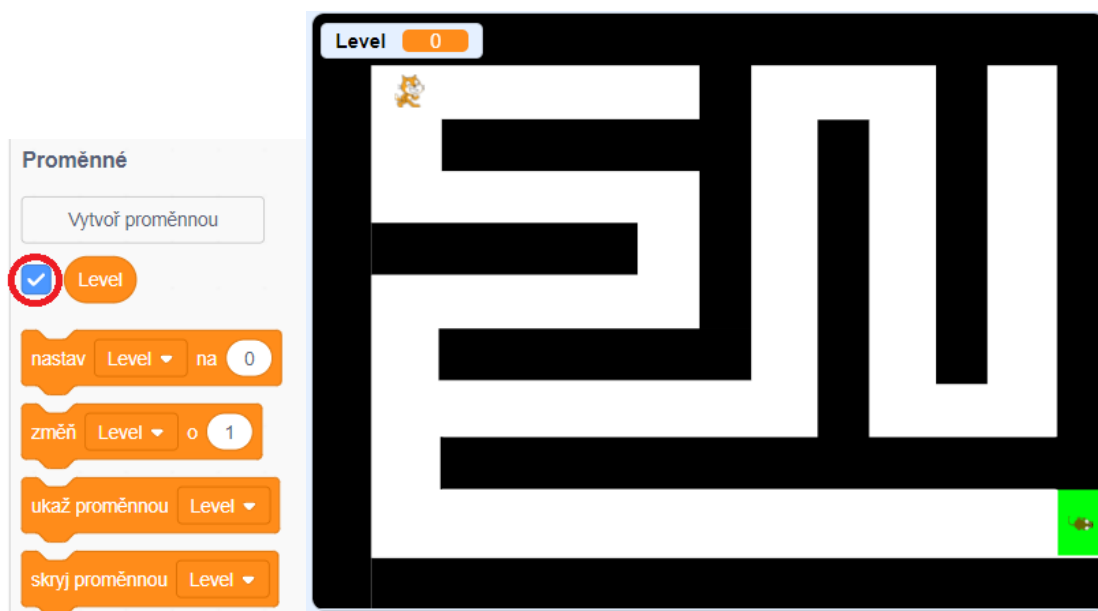 Proměnné
Vytvoř proměnnou
Level
nastav Level na 0
změň Level o 1
ukaž proměnnou Level
skryj proměnnou Level
Level 0